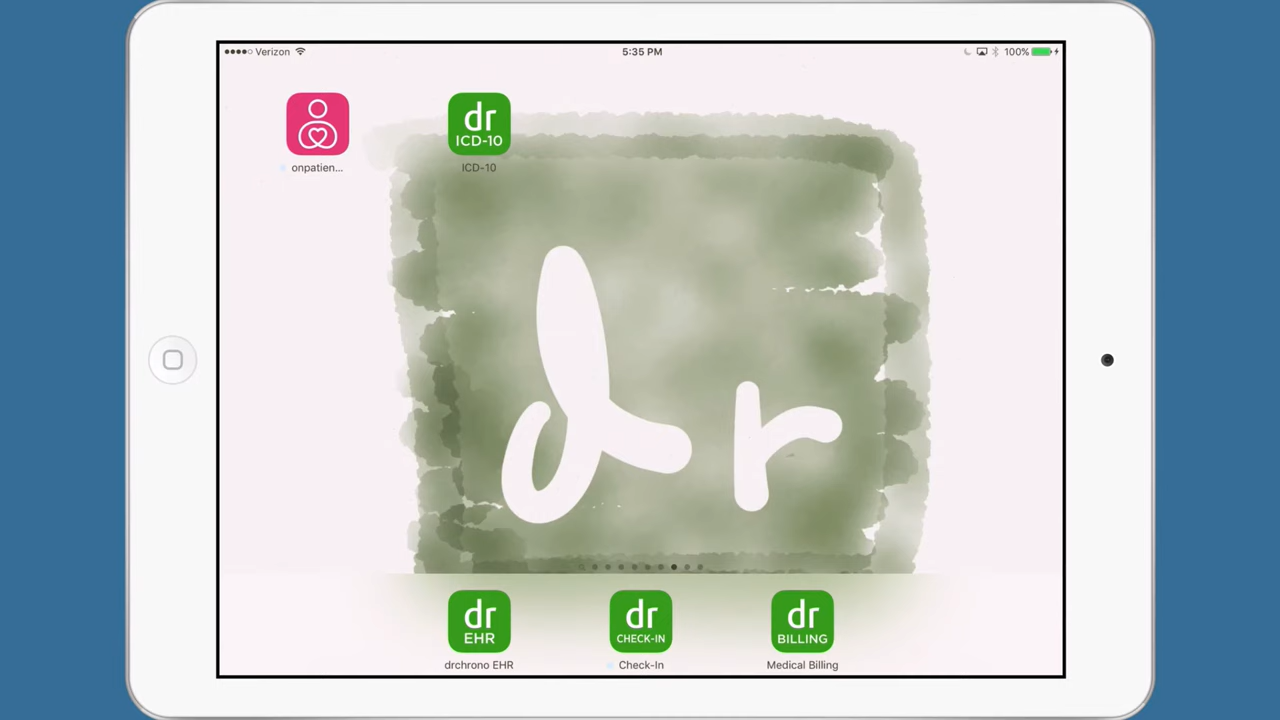 Verizon 5:35 PM 100%
dr
ICD-10
onpatien... ICD-10
dr
dr
EHR
dr
CHECK-IN
dr
BILLING
drchrono EHR Check-In Medical Billing